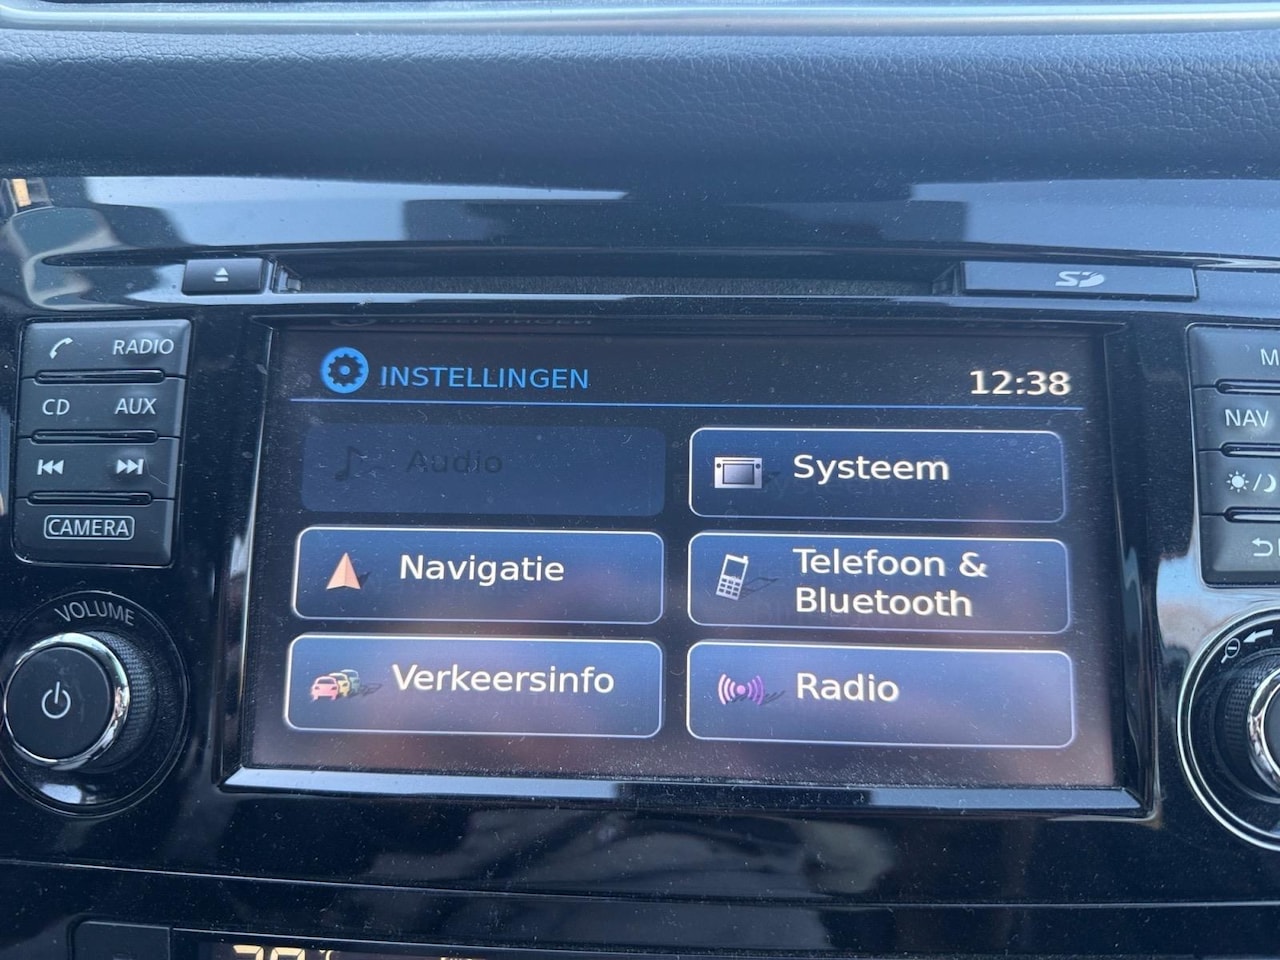 SD
RADIO
CD AUX
CAMERA
VOLUME
INSTELLINGEN
12:38
Audio
Systeem
Navigatie
Telefoon &
Bluetooth
Verkeersinfo
Radio
NAV